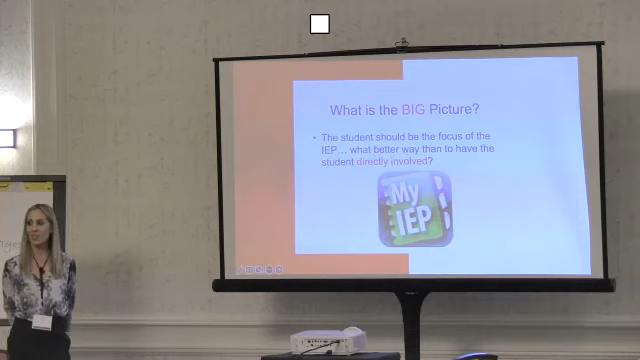 What is the BIG Picture?
• The student should be the focus of the
IEP... what better way than to have the
student directly involved?
My
IEP